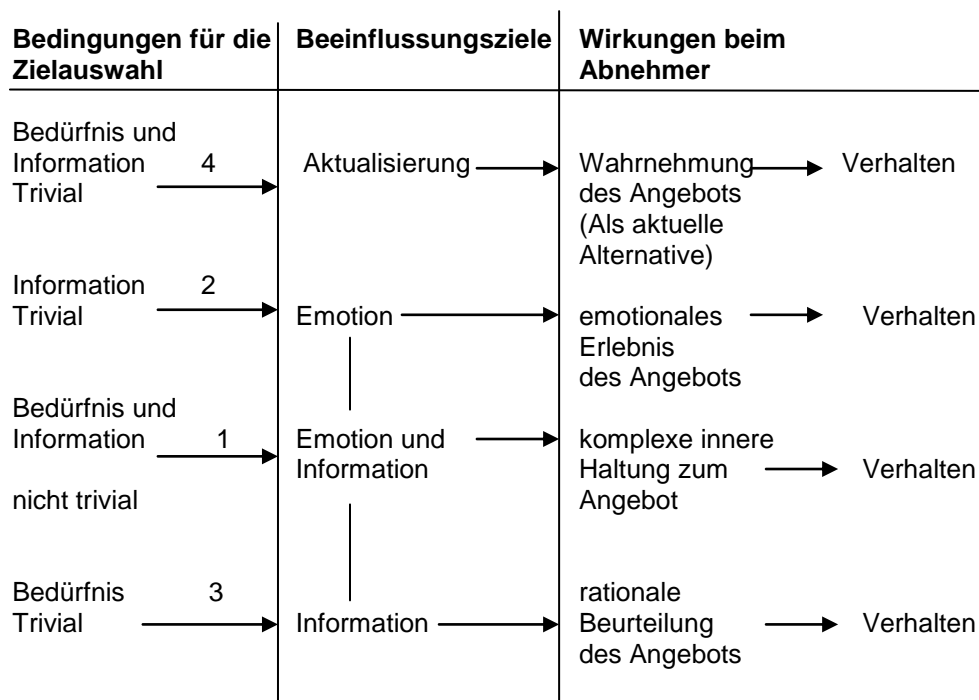 Bedingungen für die Zielauswahl
Beeinflussungsziele
Wirkungen beim Abnehmer
Bedürfnis und
Information 4
Trivial
Aktualisierung
Wahrnehmung
des Angebots
(Als aktuelle
Alternative)
Verhalten
Information 2
Trivial
Emotion
emotionales
Erlebnis
des Angebots
Verhalten
Bedürfnis und
Information 1
nicht trivial
Emotion und
Information
komplexe innere
Haltung zum
Angebot
Verhalten
Bedürfnis 3
Trivial
Information
rationale
Beurteilung
des Angebots
Verhalten